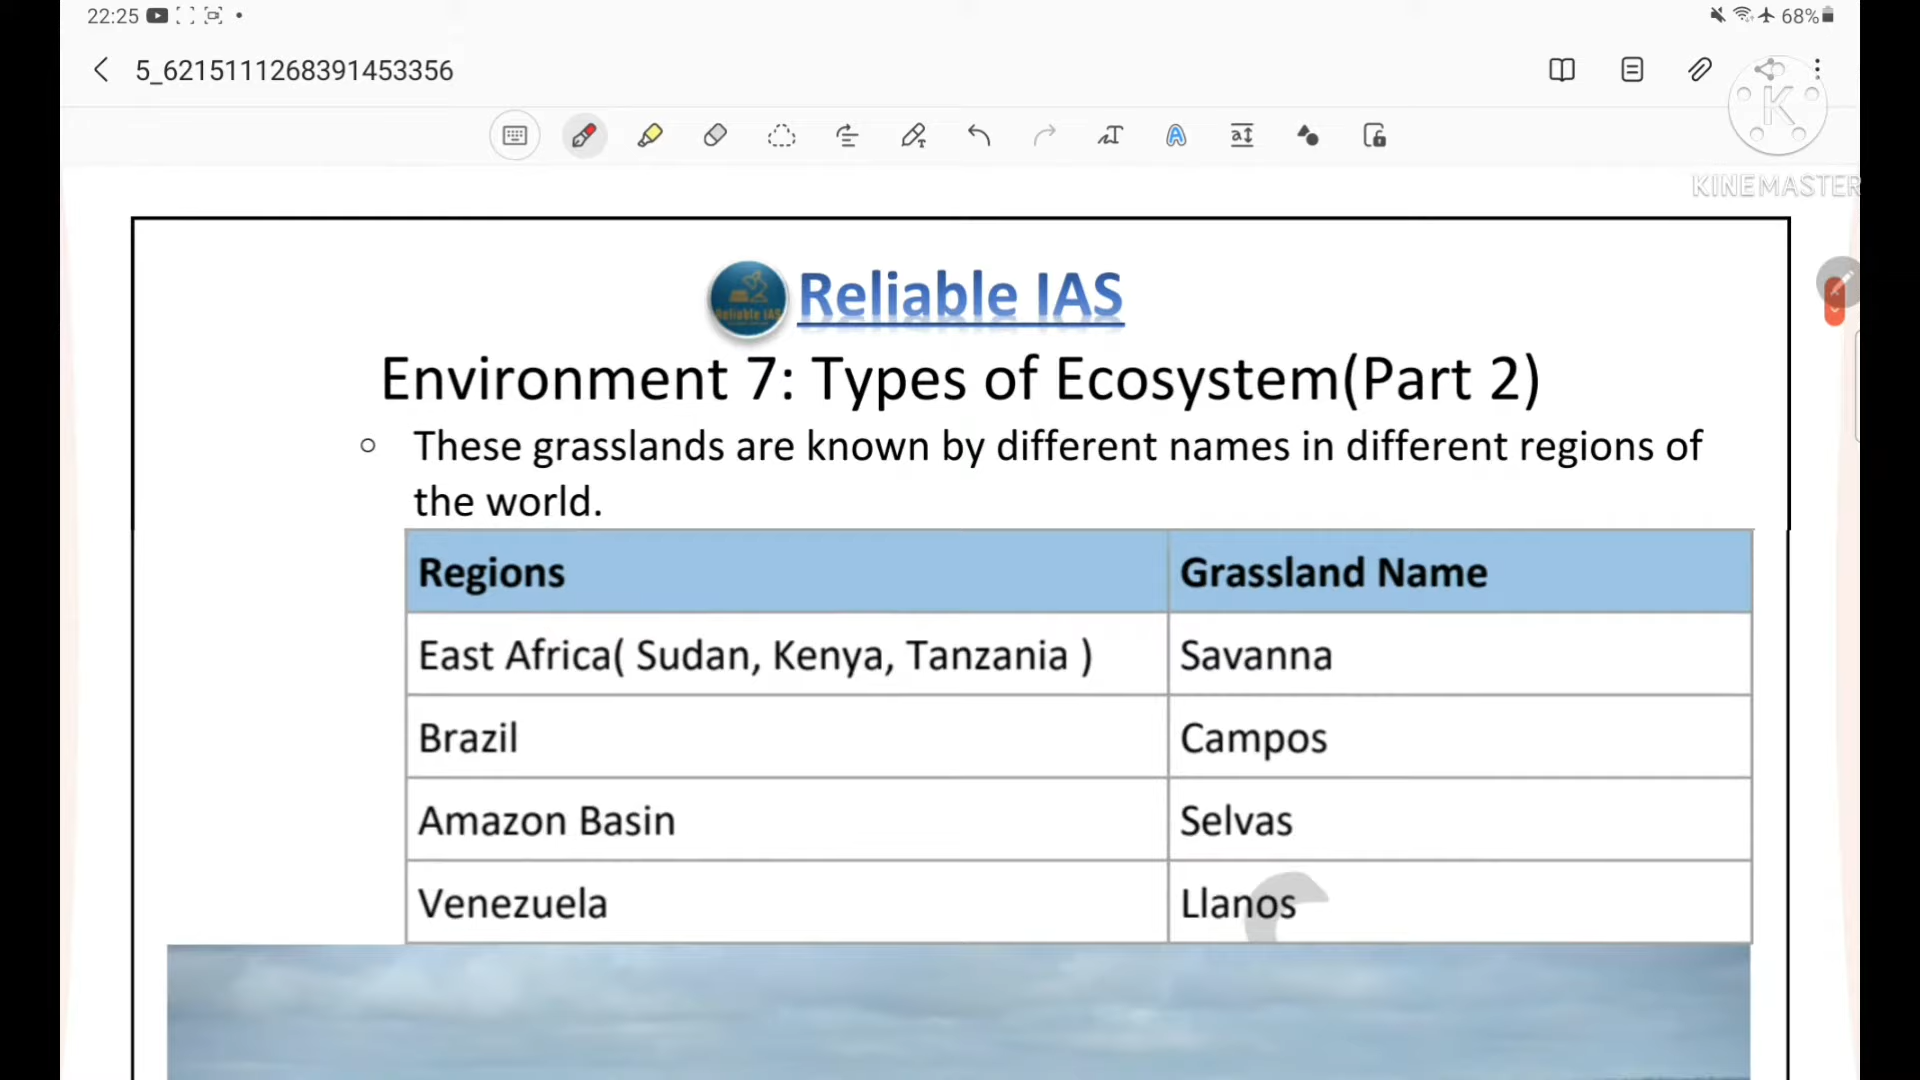 22:25 68%
5_6215111268391453356
K
KINEMASTER
Reliable IAS Reliable IAS
Environment 7: Types of Ecosystem(Part 2)
These grasslands are known by different names in different regions of
the world.
Regions Grassland Name
East Africa( Sudan, Kenya, Tanzania ) Savanna
Brazil Campos
Amazon Basin Selvas
Venezuela Llanos